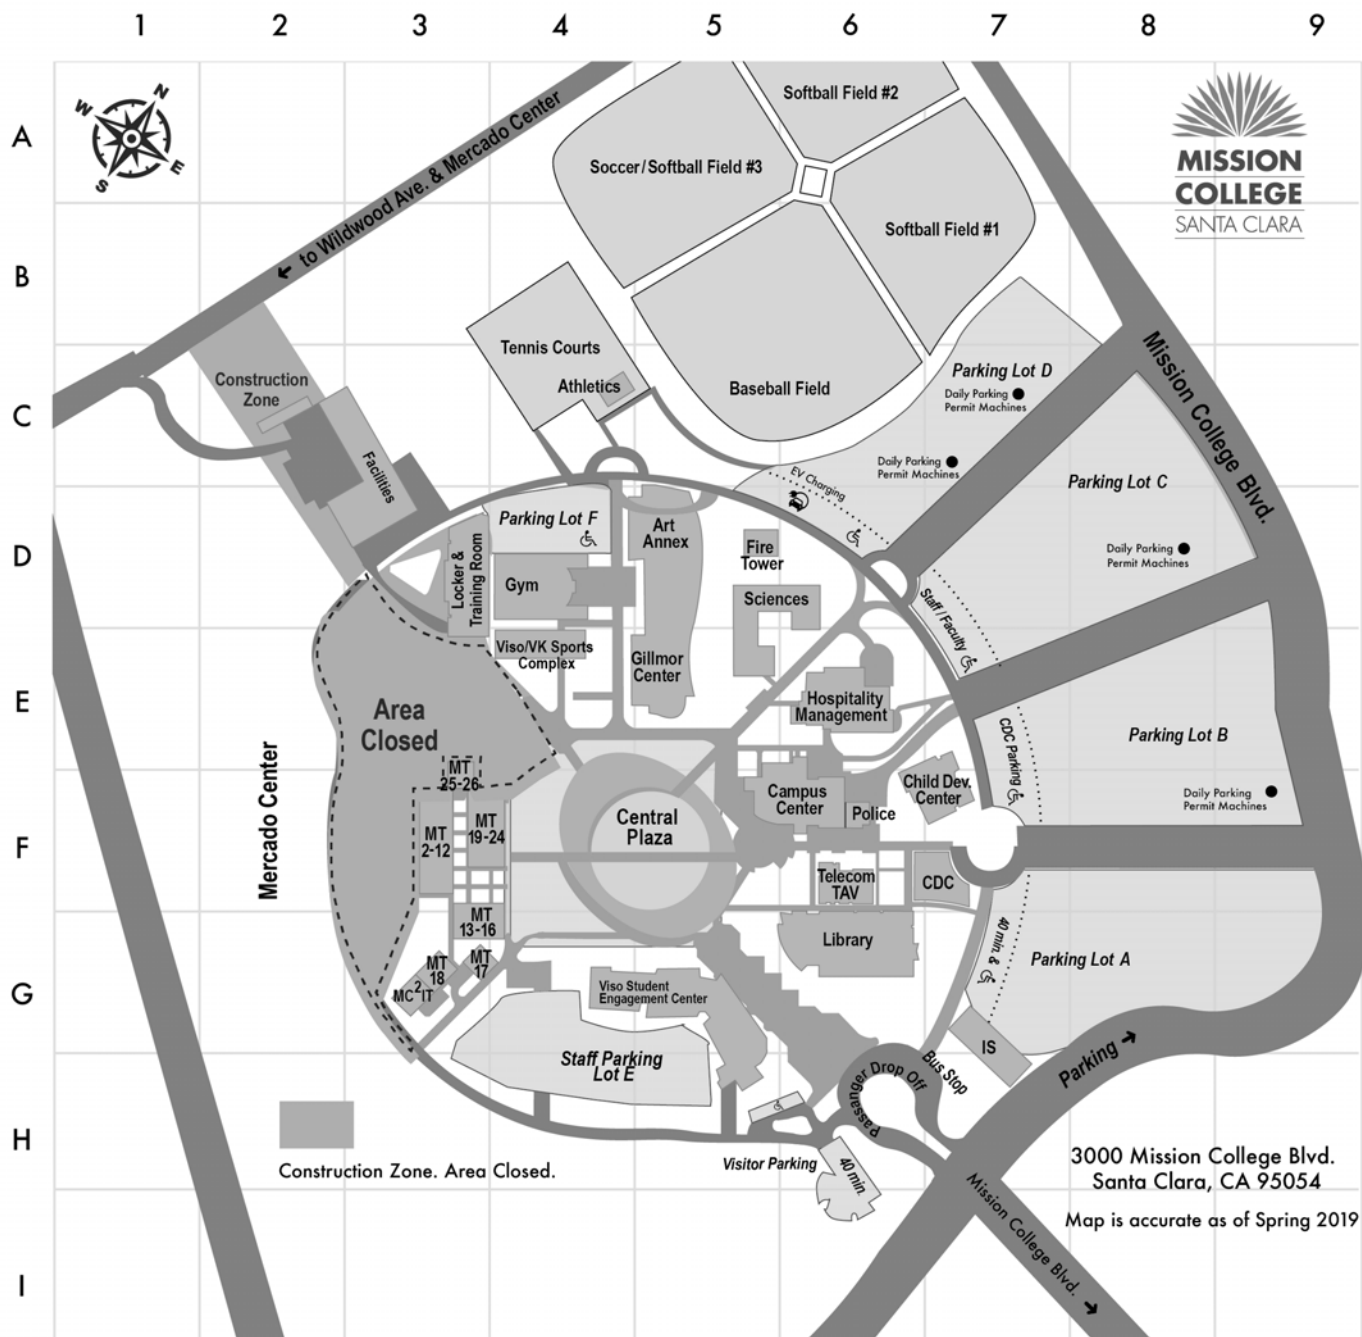 1 2 3 4 5 6 7 8 9
A
B
C
D
E
F
G
H
I
N
W
E
S
MISSION
COLLEGE
SANTA CLARA
← to Wildwood Ave. & Mercado Center
Softball Field #2
Soccer/Softball Field #3
Softball Field #1
Tennis Courts
Athletics
Baseball Field
Parking Lot D
Daily Parking
Permit Machines
Daily Parking
Permit Machines
EV Charging
Mission College Blvd.
Parking Lot C
Daily Parking
Permit Machines
Construction
Zone
Facilities
Parking Lot F
Art
Annex
Fire
Tower
Locker &
Training Room
Gym
Sciences
Staff / Faculty
Viso/VK Sports
Complex
Gillmor
Center
Hospitality
Management
Area
Closed
Mercado Center
CDC Parking
Parking Lot B
Daily Parking
Permit Machines
MT
25-26
MT
2-12
MT
19-24
Central
Plaza
Campus
Center
Police
Child Dev.
Center
Telecom
TAV
CDC
MT
13-16
Library
40 min. &
Parking Lot A
MT
17
MT
18
MC2IT
Viso Student
Engagement Center
Staff Parking
Lot E
IS
Bus Stop
Passanger Drop Off
Parking →
Visitor Parking
40 min.
Construction Zone. Area Closed.
Mission College Blvd. →
3000 Mission College Blvd.
Santa Clara, CA 95054
Map is accurate as of Spring 2019